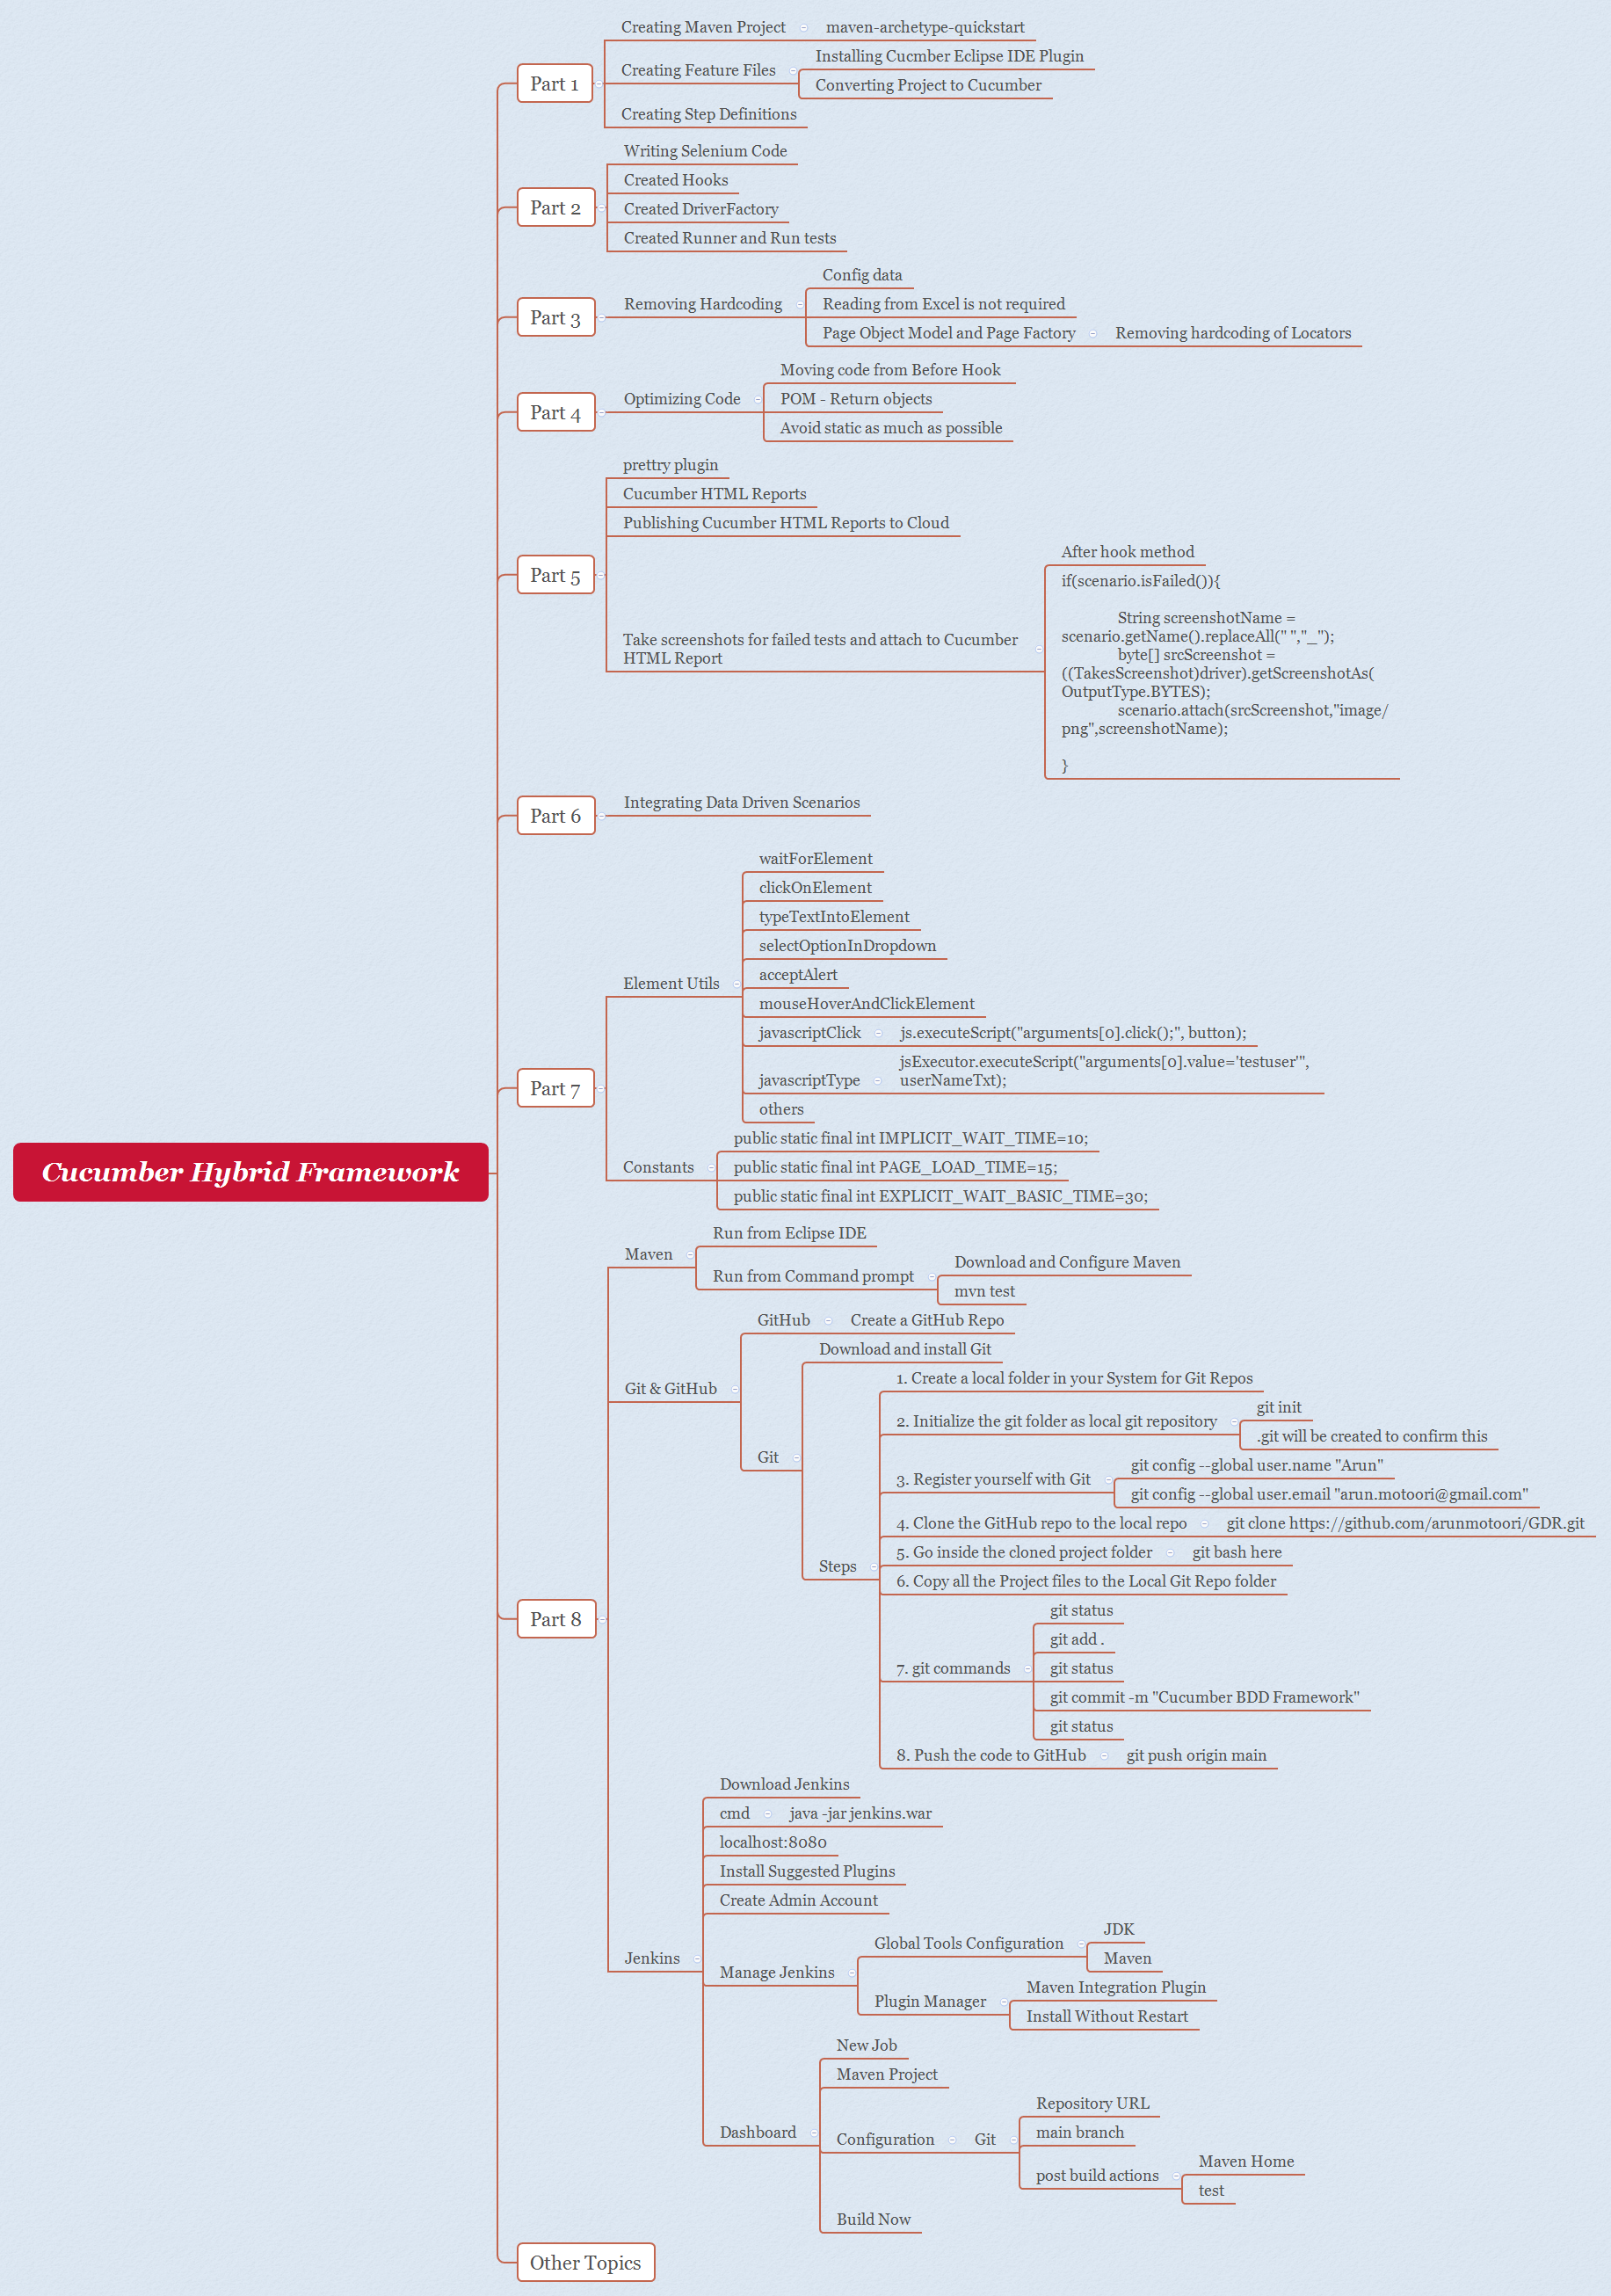 Cucumber Hybrid Framework
Part 1
Creating Maven Project
maven-archetype-quickstart
Creating Feature Files
Installing Cucmber Eclipse IDE Plugin
Converting Project to Cucumber
Creating Step Definitions
Part 2
Writing Selenium Code
Created Hooks
Created DriverFactory
Created Runner and Run tests
Part 3
Removing Hardcoding
Config data
Reading from Excel is not required
Page Object Model and Page Factory
Removing hardcoding of Locators
Part 4
Optimizing Code
Moving code from Before Hook
POM - Return objects
Avoid static as much as possible
Part 5
prettry plugin
Cucumber HTML Reports
Publishing Cucumber HTML Reports to Cloud
Take screenshots for failed tests and attach to Cucumber
HTML Report
After hook method
if(scenario.isFailed()){
String screenshotName =
scenario.getName().replaceAll(" ","_");
byte[] srcScreenshot =
((TakesScreenshot)driver).getScreenshotAs(
OutputType.BYTES);
scenario.attach(srcScreenshot,"image/
png",screenshotName);
}
Part 6
Integrating Data Driven Scenarios
Part 7
Element Utils
waitForElement
clickOnElement
typeTextIntoElement
selectOptionInDropdown
acceptAlert
mouseHoverAndClickElement
javascriptClick
js.executeScript("arguments[0].click();", button);
javascriptType
jsExecutor.executeScript("arguments[0].value='testuser'",
userNameTxt);
others
Constants
public static final int IMPLICIT_WAIT_TIME=10;
public static final int PAGE_LOAD_TIME=15;
public static final int EXPLICIT_WAIT_BASIC_TIME=30;
Part 8
Maven
Run from Eclipse IDE
Run from Command prompt
Download and Configure Maven
mvn test
Git & GitHub
GitHub
Create a GitHub Repo
Git
Download and install Git
Steps
1. Create a local folder in your System for Git Repos
2. Initialize the git folder as local git repository
git init
.git will be created to confirm this
3. Register yourself with Git
git config --global user.name "Arun"
git config --global user.email "arun.motoori@gmail.com"
4. Clone the GitHub repo to the local repo
git clone https://github.com/arunmotoori/GDR.git
5. Go inside the cloned project folder
git bash here
6. Copy all the Project files to the Local Git Repo folder
7. git commands
git status
git add .
git status
git commit -m "Cucumber BDD Framework"
git status
8. Push the code to GitHub
git push origin main
Jenkins
Download Jenkins
cmd
java -jar jenkins.war
localhost:8080
Install Suggested Plugins
Create Admin Account
Manage Jenkins
Global Tools Configuration
JDK
Maven
Plugin Manager
Maven Integration Plugin
Install Without Restart
Dashboard
New Job
Maven Project
Configuration
Git
Repository URL
main branch
post build actions
Maven Home
test
Build Now
Other Topics